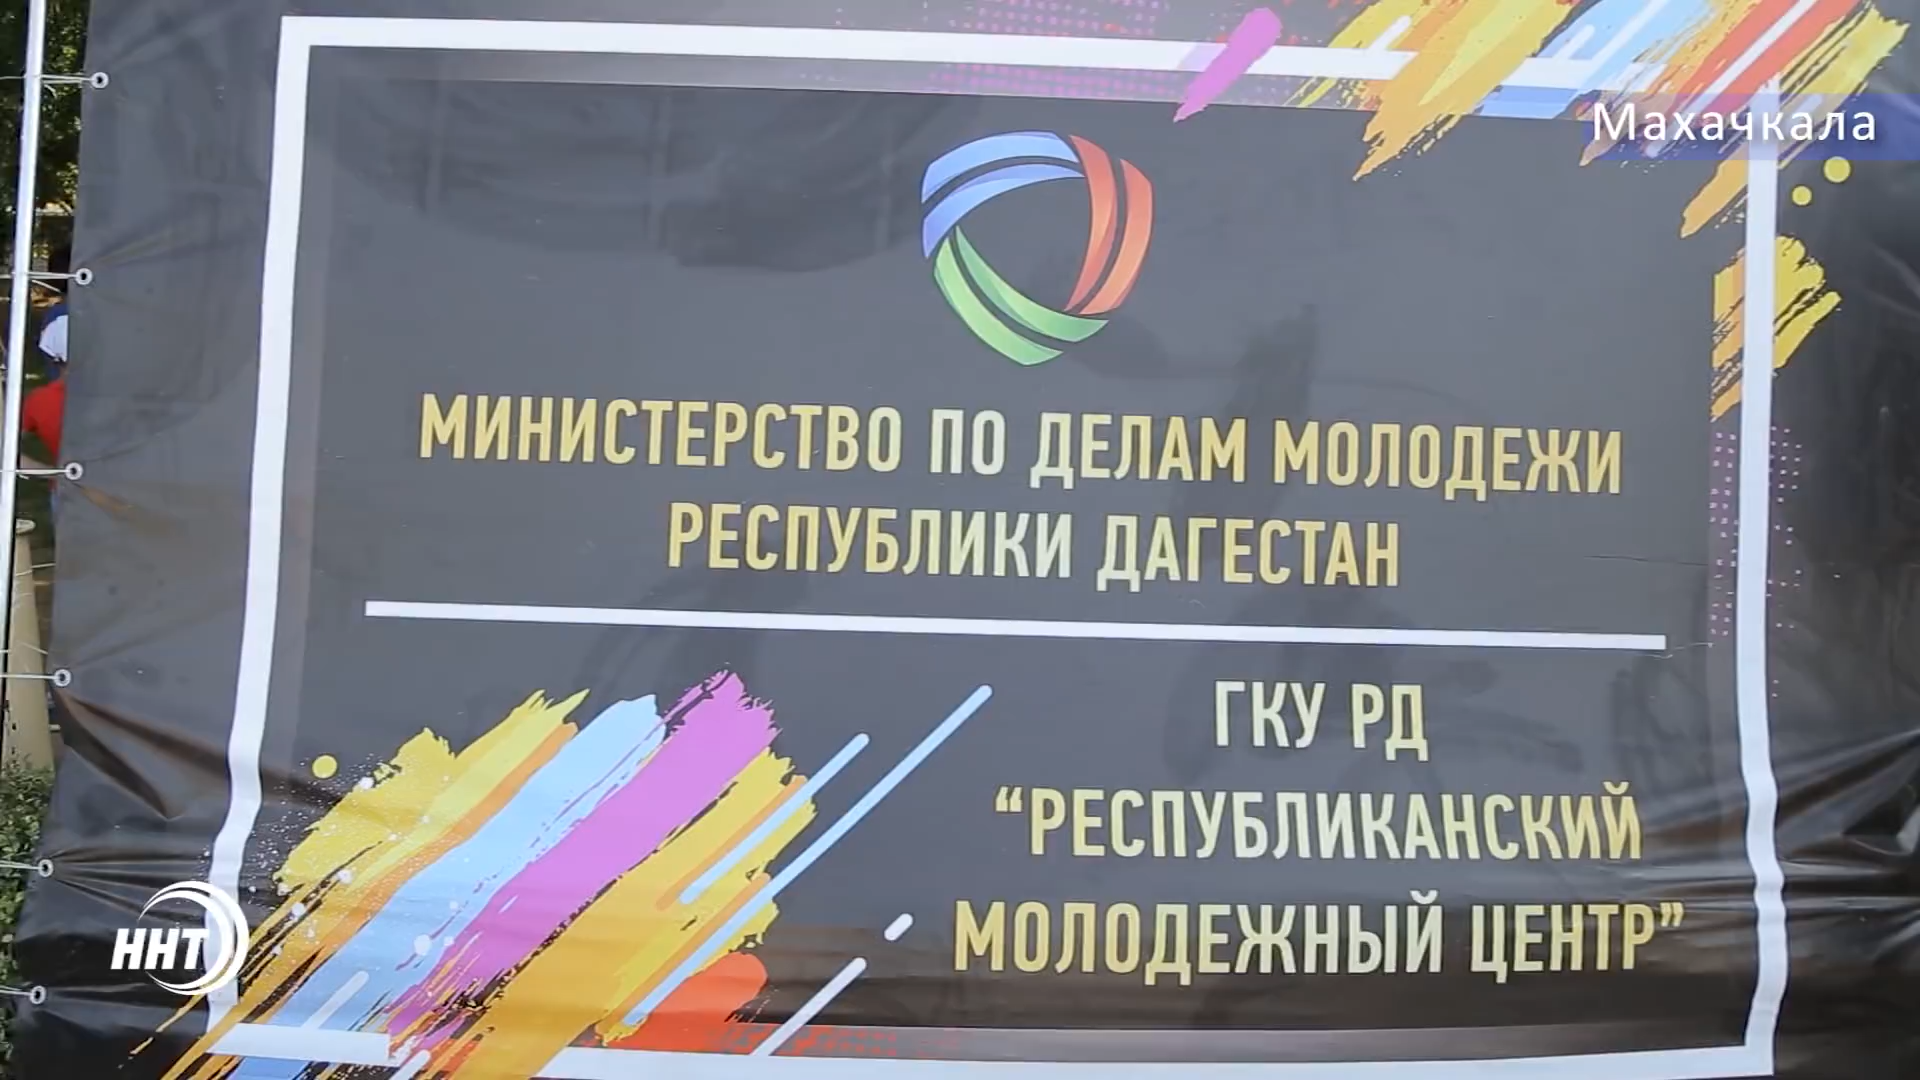 Махачкала
МИНИСТЕРСТВО ПО ДЕЛАМ МОЛОДЕЖИ
РЕСПУБЛИКИ ДАГЕСТАН
ГКУ РД
“РЕСПУБЛИКАНСКИЙ
МОЛОДЕЖНЫЙ ЦЕНТР”
ННТ